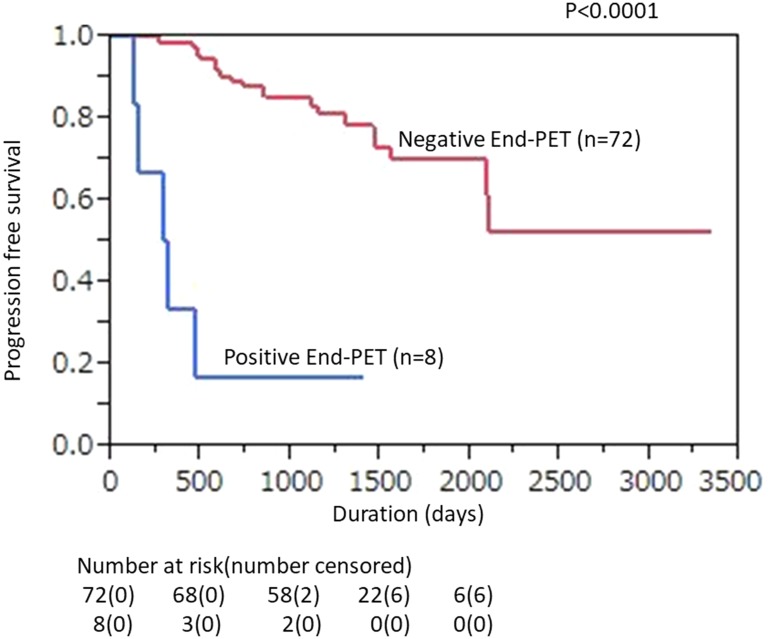 P<0.0001
1.0
0.8
0.6
0.4
0.2
0.0
Progression free survival
Negative End-PET (n=72)
Positive End-PET (n=8)
0 500 1000 1500 2000 2500 3000 3500
Duration (days)
Number at risk(number censored)
72(0) 68(0) 58(2) 22(6) 6(6)
8(0) 3(0) 2(0) 0(0) 0(0)